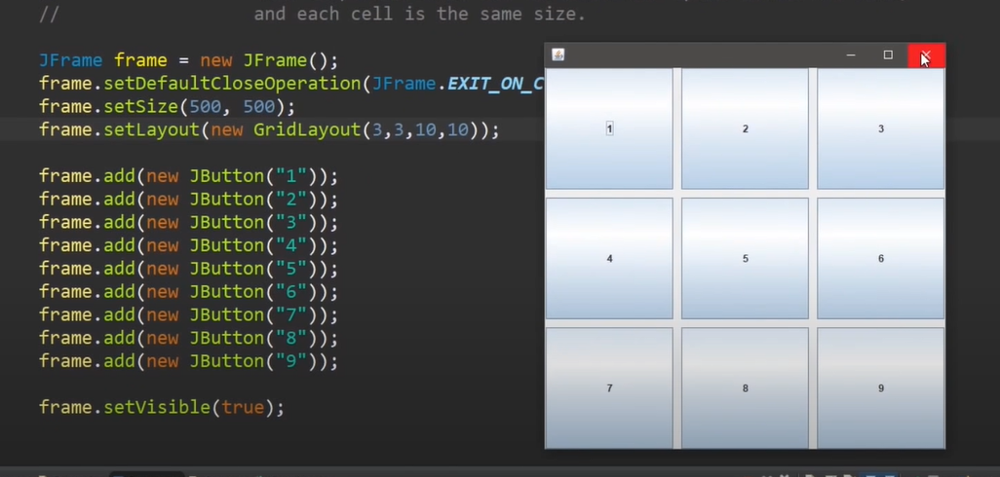 // and each cell is the same size.
JFrame frame = new JFrame();
frame.setDefaultCloseOperation(JFrame.EXIT_ON_C
frame.setSize(500, 500);
frame.setLayout(new GridLayout(3,3,10,10));
frame.add(new JButton("1"));
frame.add(new JButton("2"));
frame.add(new JButton("3"));
frame.add(new JButton("4"));
frame.add(new JButton("5"));
frame.add(new JButton("6"));
frame.add(new JButton("7"));
frame.add(new JButton("8"));
frame.add(new JButton("9"));
frame.setVisible(true);
1 2 3
4 5 6
7 8 9